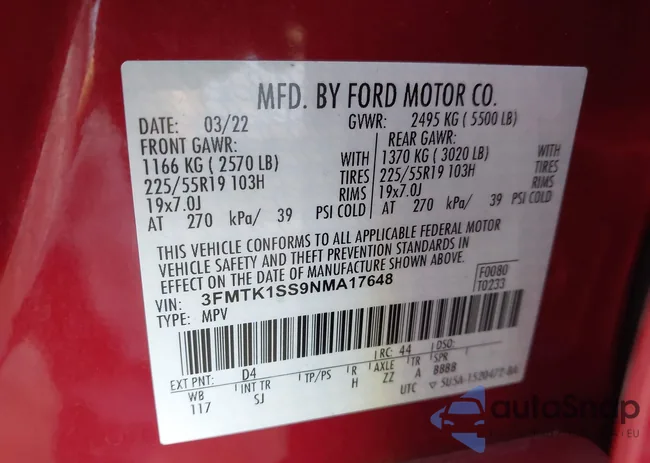 MFD. BY FORD MOTOR CO.
DATE: 03/22 GVWR: 2495 KG ( 5500 LB)
FRONT GAWR: REAR GAWR:
1166 KG ( 2570 LB) WITH 1370 KG ( 3020 LB) WITH
225/55R19 103H TIRES 225/55R19 103H TIRES
19x7.0J RIMS 19x7.0J RIMS
AT 270 kPa/ 39 PSI COLD AT 270 kPa/ 39 PSI COLD
THIS VEHICLE CONFORMS TO ALL APPLICABLE FEDERAL MOTOR
VEHICLE SAFETY AND THEFT PREVENTION STANDARDS IN
EFFECT ON THE DATE OF MANUFACTURE SHOWN ABOVE.
VIN: 3FMTK1SS9NMA17648 F0080
TYPE: MPV T0233
EXT PNT: D4 RC: 44 DSO:
WB INT TR TP/PS R AXLE TR SPR
117 SJ H ZZ A 8888
UTC
autoSnap
EU